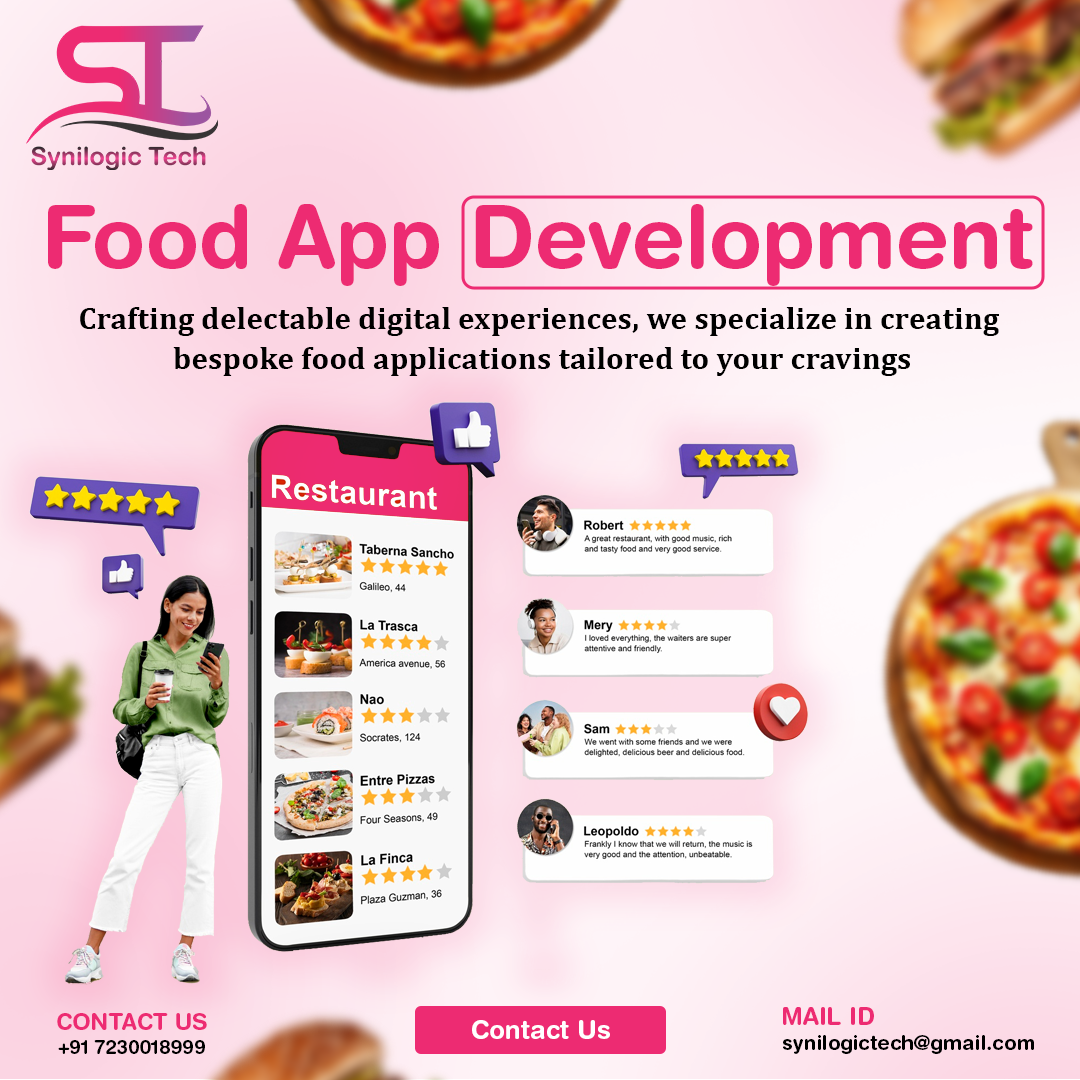 ST
Synilogic Tech
Food App Development
Crafting delectable digital experiences, we specialize in creating
bespoke food applications tailored to your cravings
Restaurant
Taberna Sancho
Galileo, 44
La Trasca
America avenue, 56
Nao
Socrates, 124
Entre Pizzas
Four Seasons, 49
La Finca
Plaza Guzman, 36
Robert
A great restaurant, with good music, rich
and tasty food and very good service.
Mery
I loved everything, the waiters are super
attentive and friendly.
Sam
We went with some friends and we were
delighted, delicious beer and delicious food.
Leopoldo
Frankly I know that we will return, the music is
very good and the attention, unbeatable.
CONTACT US
+91 7230018999
Contact Us
MAIL ID
synilogictech@gmail.com